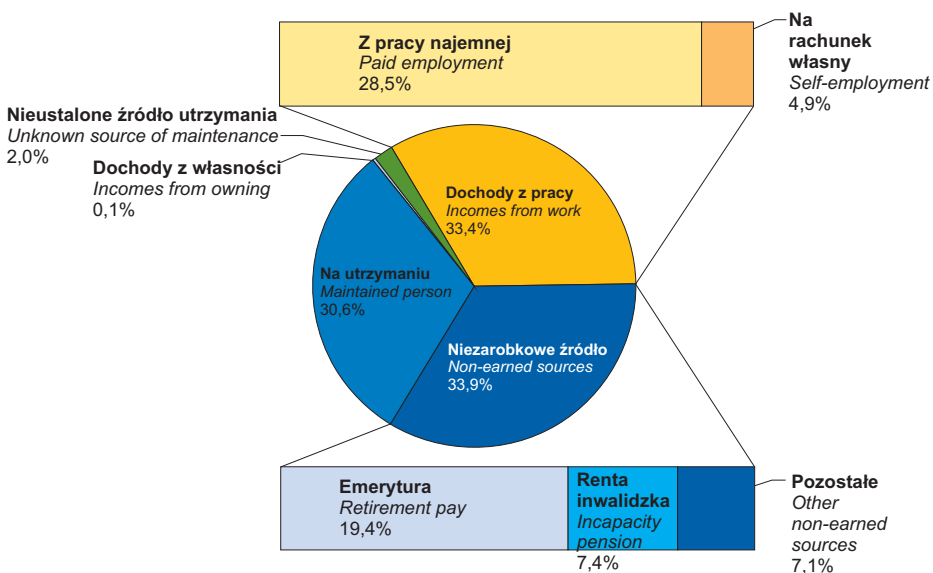 Z pracy najemnej
Paid employment
28,5%
Na
rachunek
własny
Self-employment
4,9%
Nieustalone źródło utrzymania
Unknown source of maintenance
2,0%
Dochody z własności
Incomes from owning
0,1%
Dochody z pracy
Incomes from work
33,4%
Na utrzymaniu
Maintained person
30,6%
Niezarobkowe źródło
Non-earned sources
33,9%
Emerytura
Retirement pay
19,4%
Renta
inwalidzka
Incapacity
pension
7,4%
Pozostałe
Other
non-earned
sources
7,1%